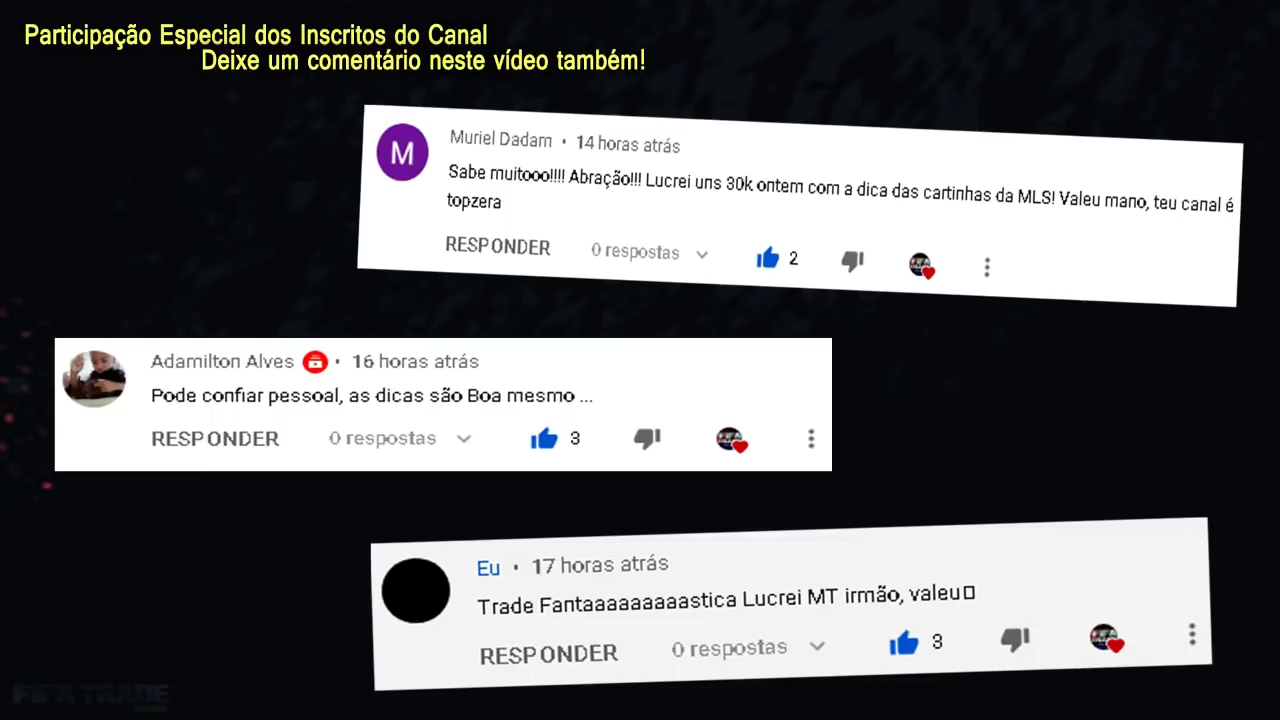 Participação Especial dos Inscritos do Canal
Deixe um comentário neste vídeo também!
M
Muriel Dadam • 14 horas atrás
Sabe muitooo!!!! Abração!!! Lucrei uns 30k ontem com a dica das cartinhas da MLS! Valeu mano, teu canal é
topzera
RESPONDER 0 respostas 2
Adamilton Alves • 16 horas atrás
Pode confiar pessoal, as dicas são Boa mesmo ...
RESPONDER 0 respostas 3
Eu • 17 horas atrás
Trade Fantaaaaaaaaastica Lucrei MT irmão, valeu
RESPONDER 0 respostas 3
FIFA TRADE